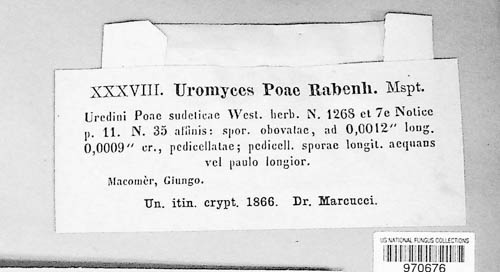 XXXVIII. Uromyces Poae Rabenh. Mspt.
Uredini Poae sudeticae West. herb. N. 1268 et 7e Notice
p. 11. N. 35 affinis: spor. obovatae, ad 0,0012" long.
0,0009" cr., pedicellatae; pedicell. sporae longit. aequans
vel paulo longior.
Macomèr, Giungo.
Un. itin. crypt. 1866. Dr. Marcucci.
US NATIONAL FUNGUS COLLECTIONS
970676